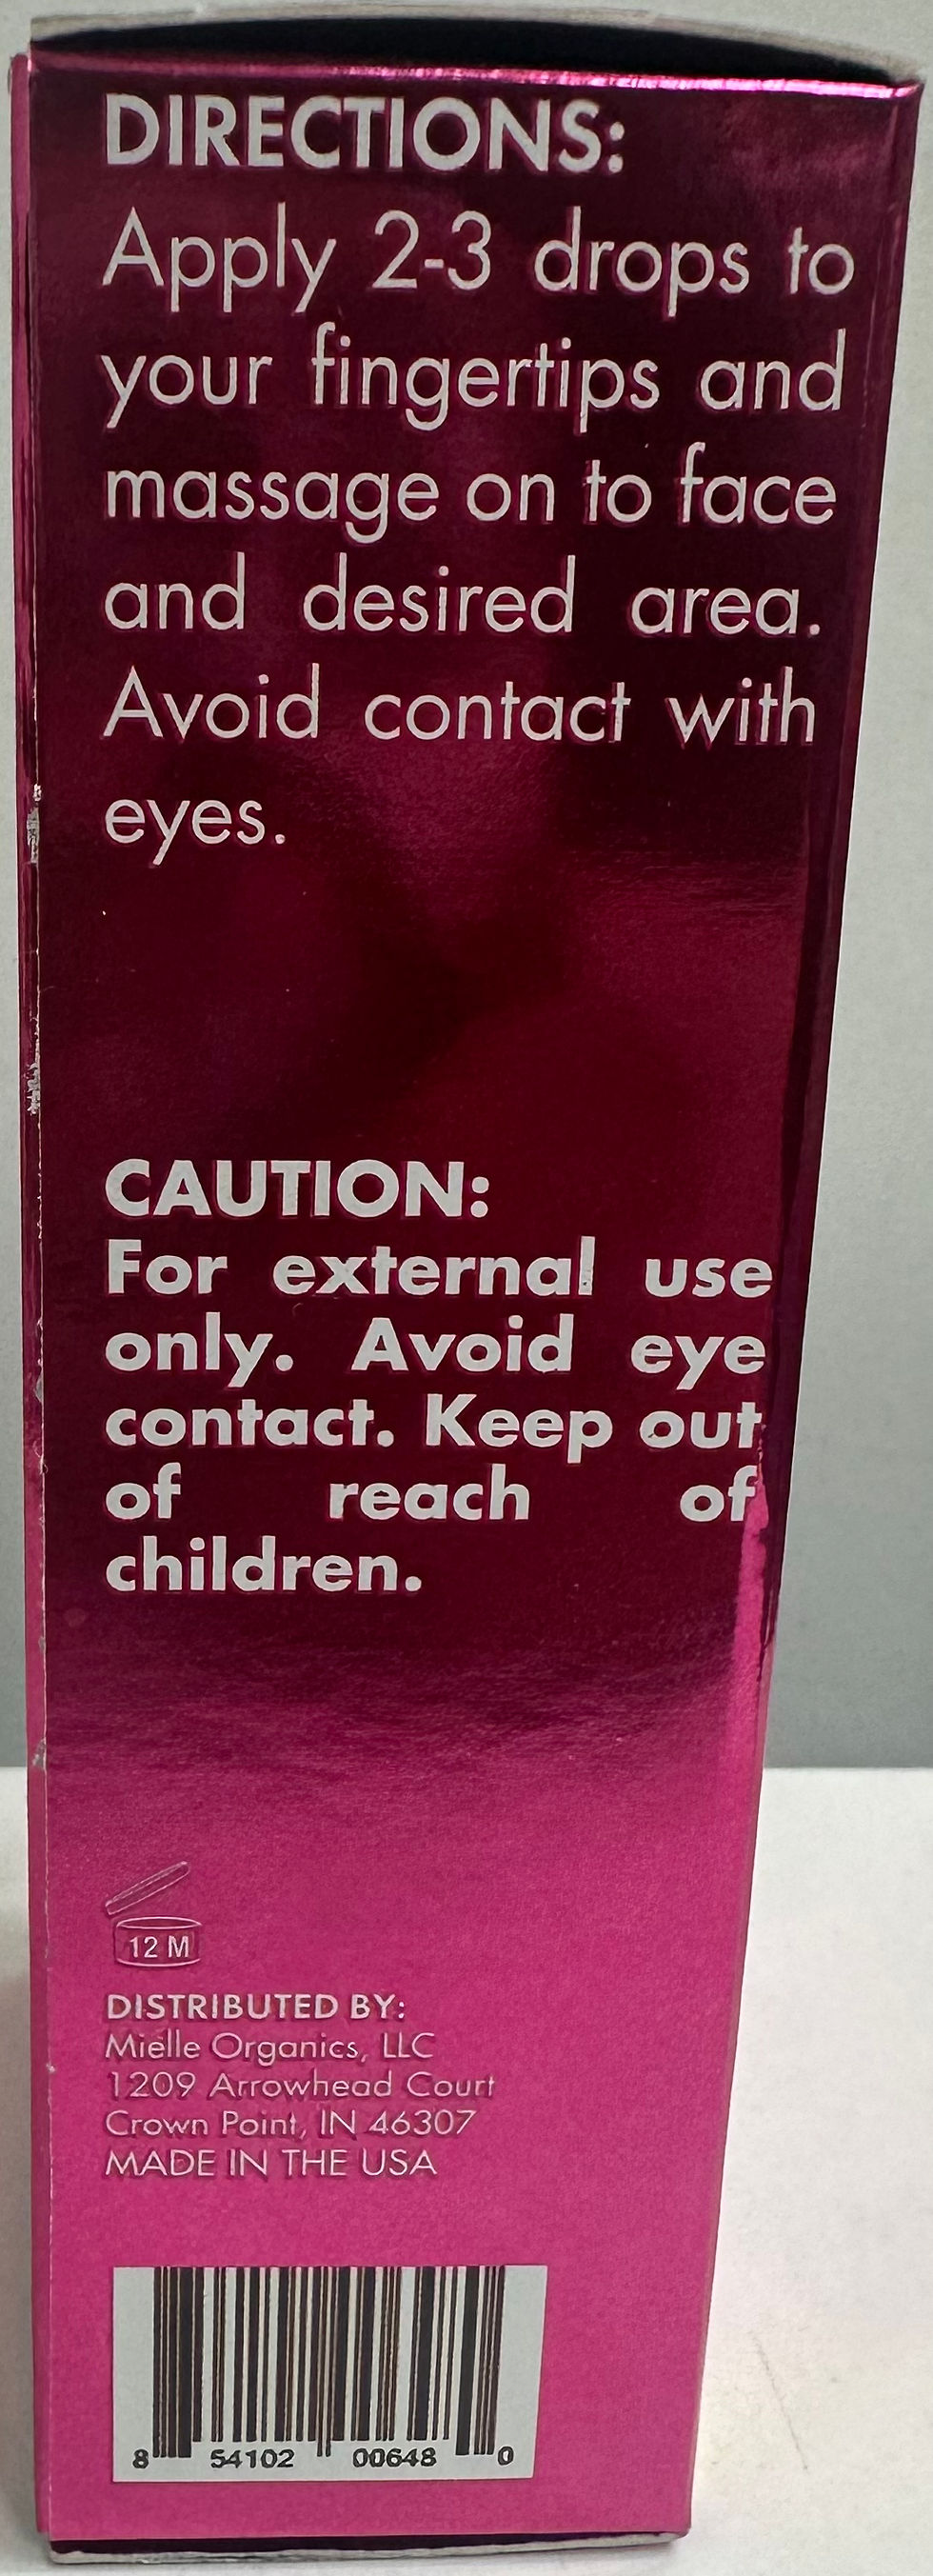 DIRECTIONS:
Apply 2-3 drops to
your fingertips and
massage on to face
and desired area.
Avoid contact with
eyes.
CAUTION:
For external use
only. Avoid eye
contact. Keep out
of reach of
children.
12 M
DISTRIBUTED BY:
Mielle Organics, LLC
1209 Arrowhead Court
Crown Point, IN 46307
MADE IN THE USA
8 54102 00648 0